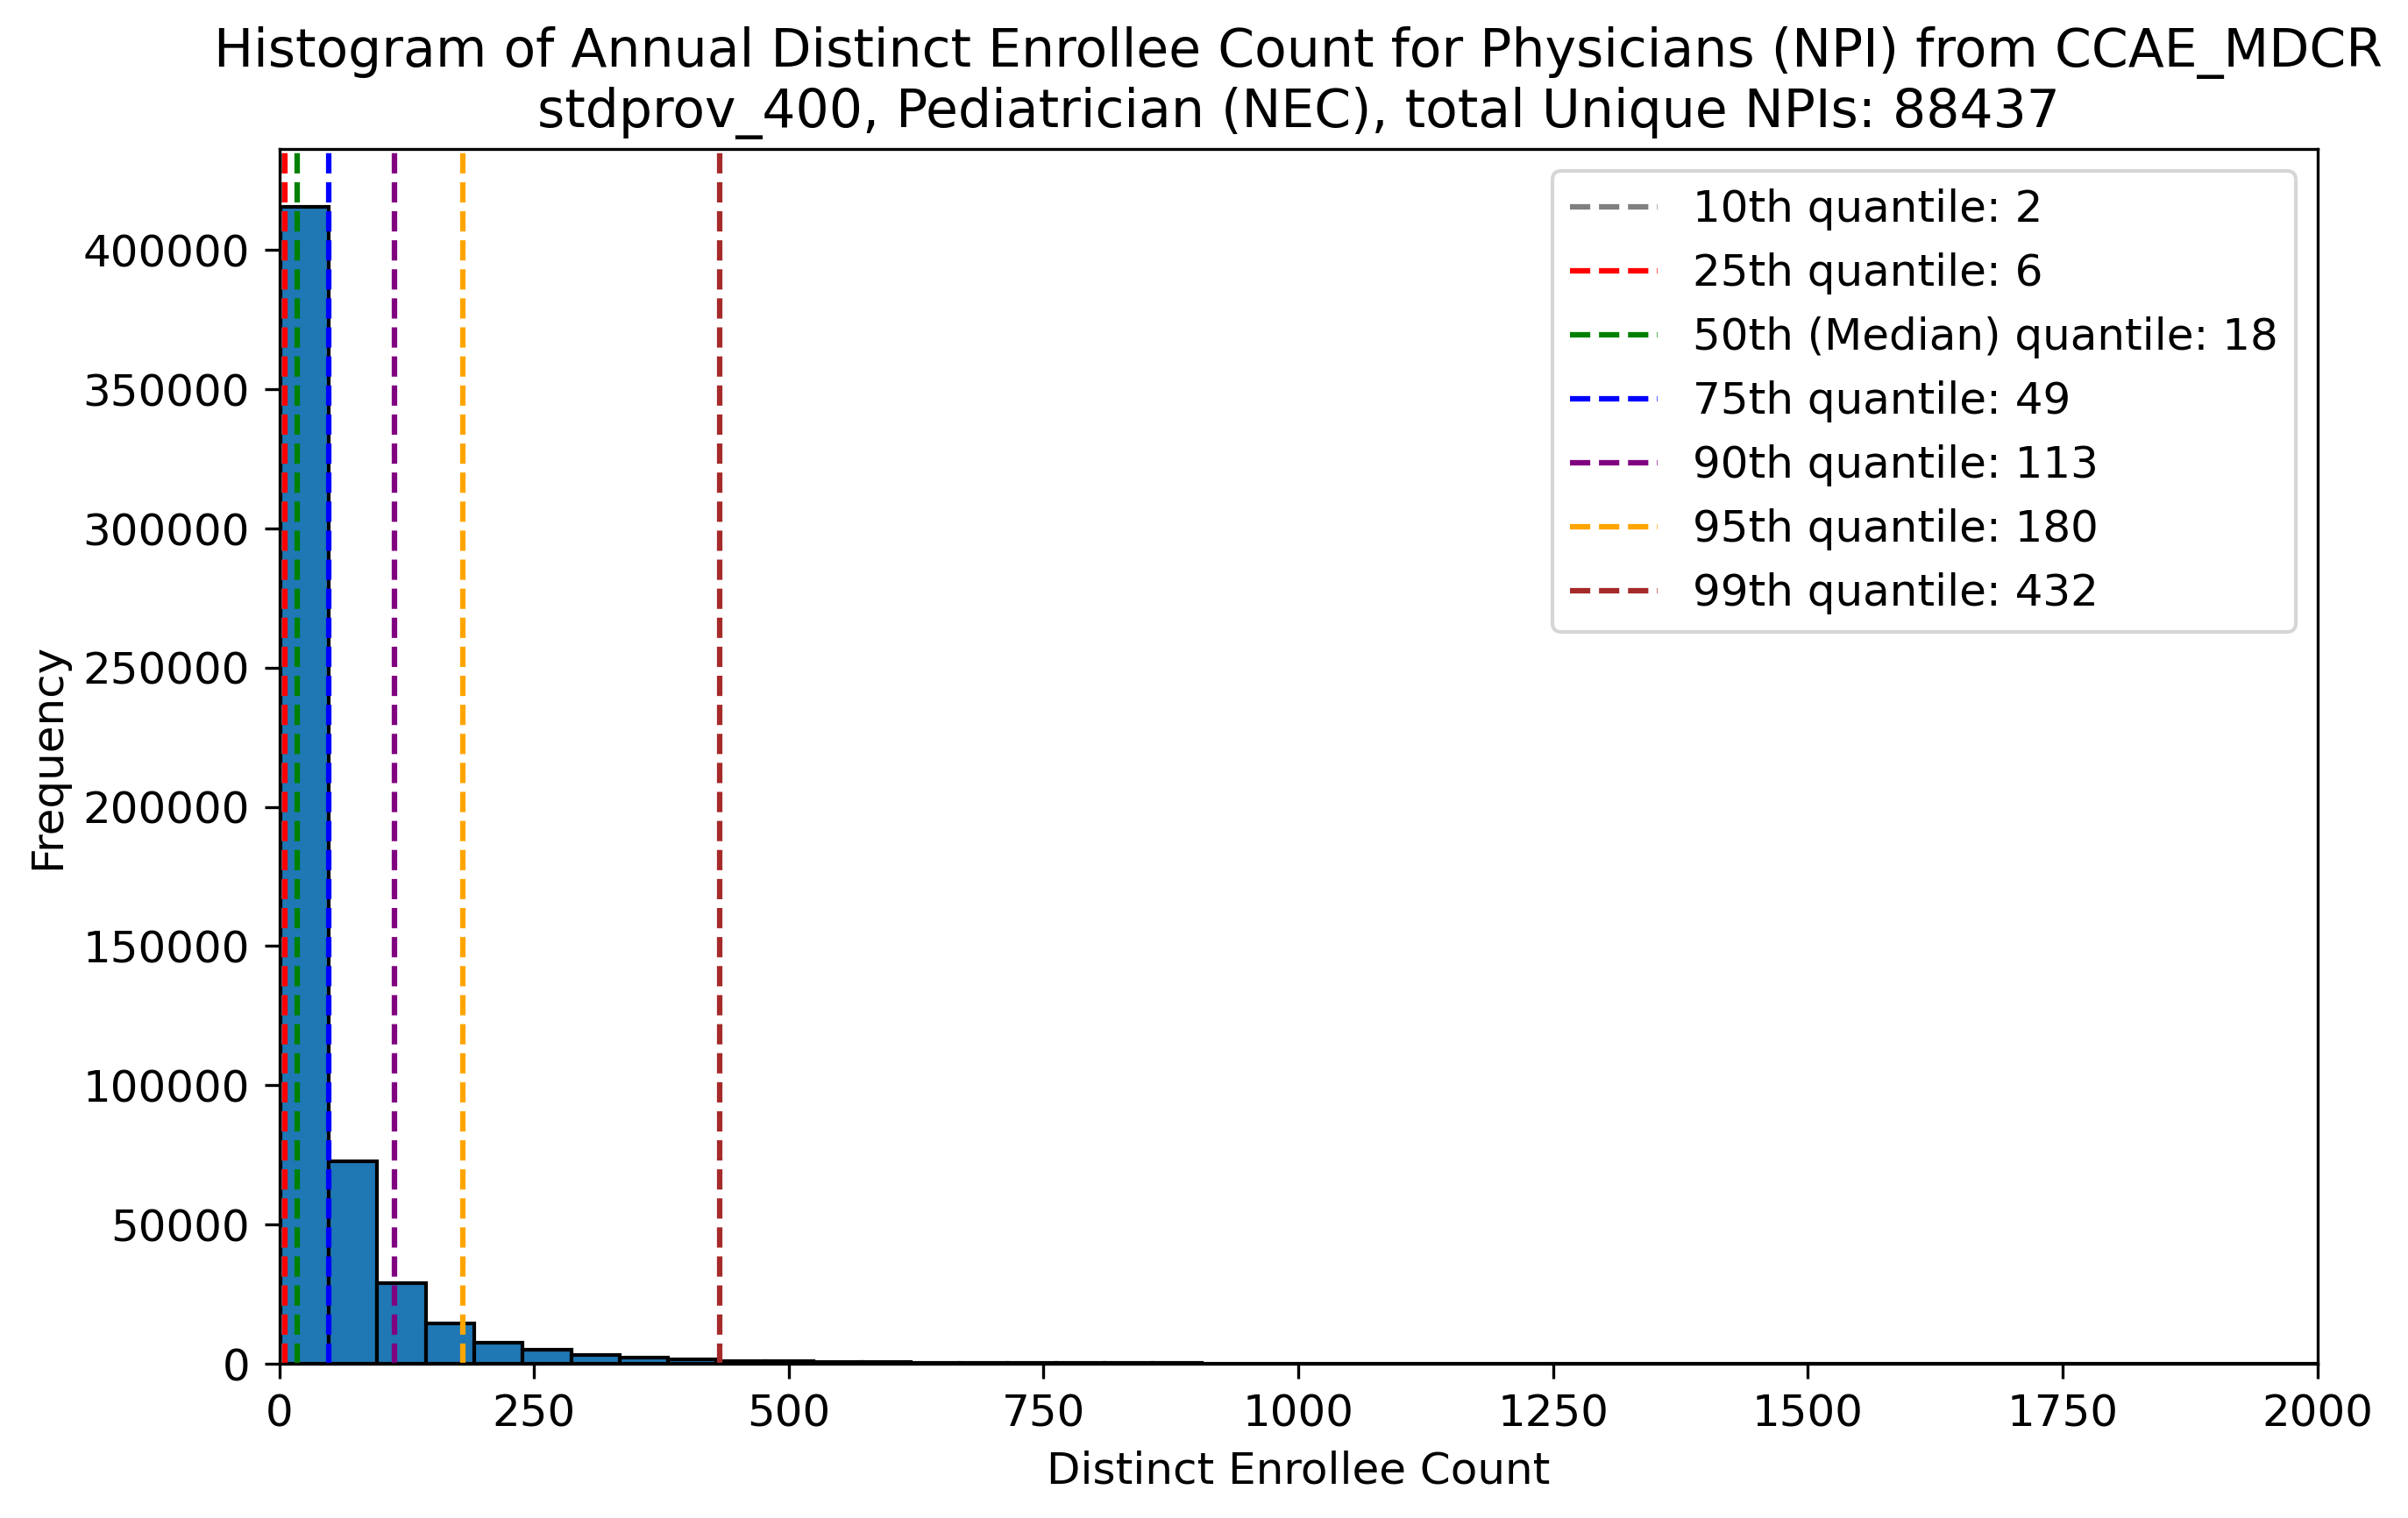 Histogram of Annual Distinct Enrollee Count for Physicians (NPI) from CCAE_MDCR
stdprov_400, Pediatrician (NEC), total Unique NPIs: 88437
10th quantile: 2
25th quantile: 6
50th (Median) quantile: 18
75th quantile: 49
90th quantile: 113
95th quantile: 180
99th quantile: 432
Frequency
400000
350000
300000
250000
200000
150000
100000
50000
0
0 250 500 750 1000 1250 1500 1750 2000
Distinct Enrollee Count